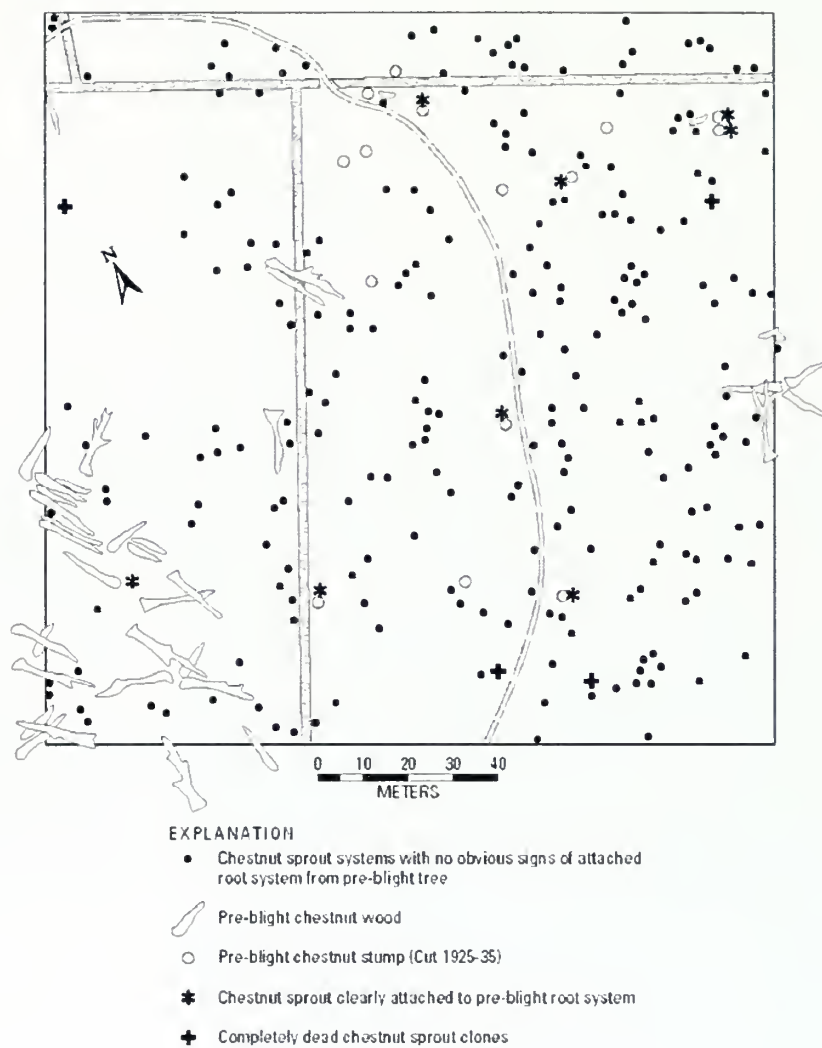 N
0 10 20 30 40
METERS
EXPLANATION
Chestnut sprout systems with no obvious signs of attached
root system from pre-blight tree
Pre-blight chestnut wood
Pre-blight chestnut stump (Cut 1925-35)
Chestnut sprout clearly attached to pre-blight root system
Completely dead chestnut sprout clones